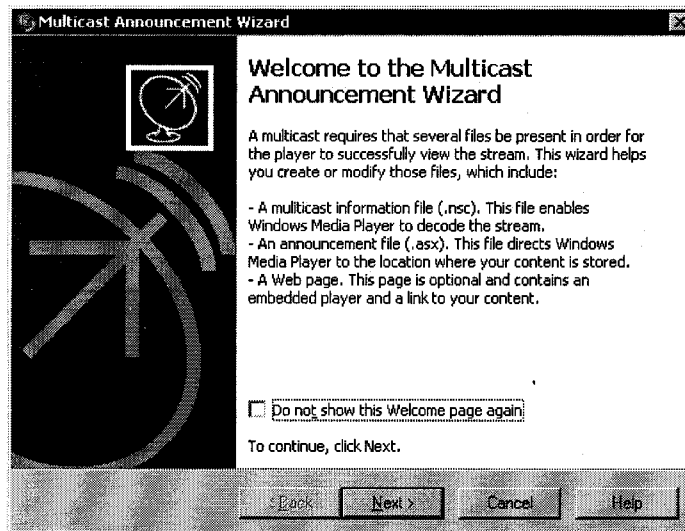 Multicast Announcement Wizard
Welcome to the Multicast
Announcement Wizard
A multicast requires that several files be present in order for
the player to successfully view the stream. This wizard helps
you create or modify those files, which include:
- A multicast information file (.nsc). This file enables
Windows Media Player to decode the stream.
- An announcement file (.asx). This file directs Windows
Media Player to the location where your content is stored.
- A Web page. This page is optional and contains an
embedded player and a link to your content.
Do not show this Welcome page again
To continue, click Next.
< Back Next > Cancel Help